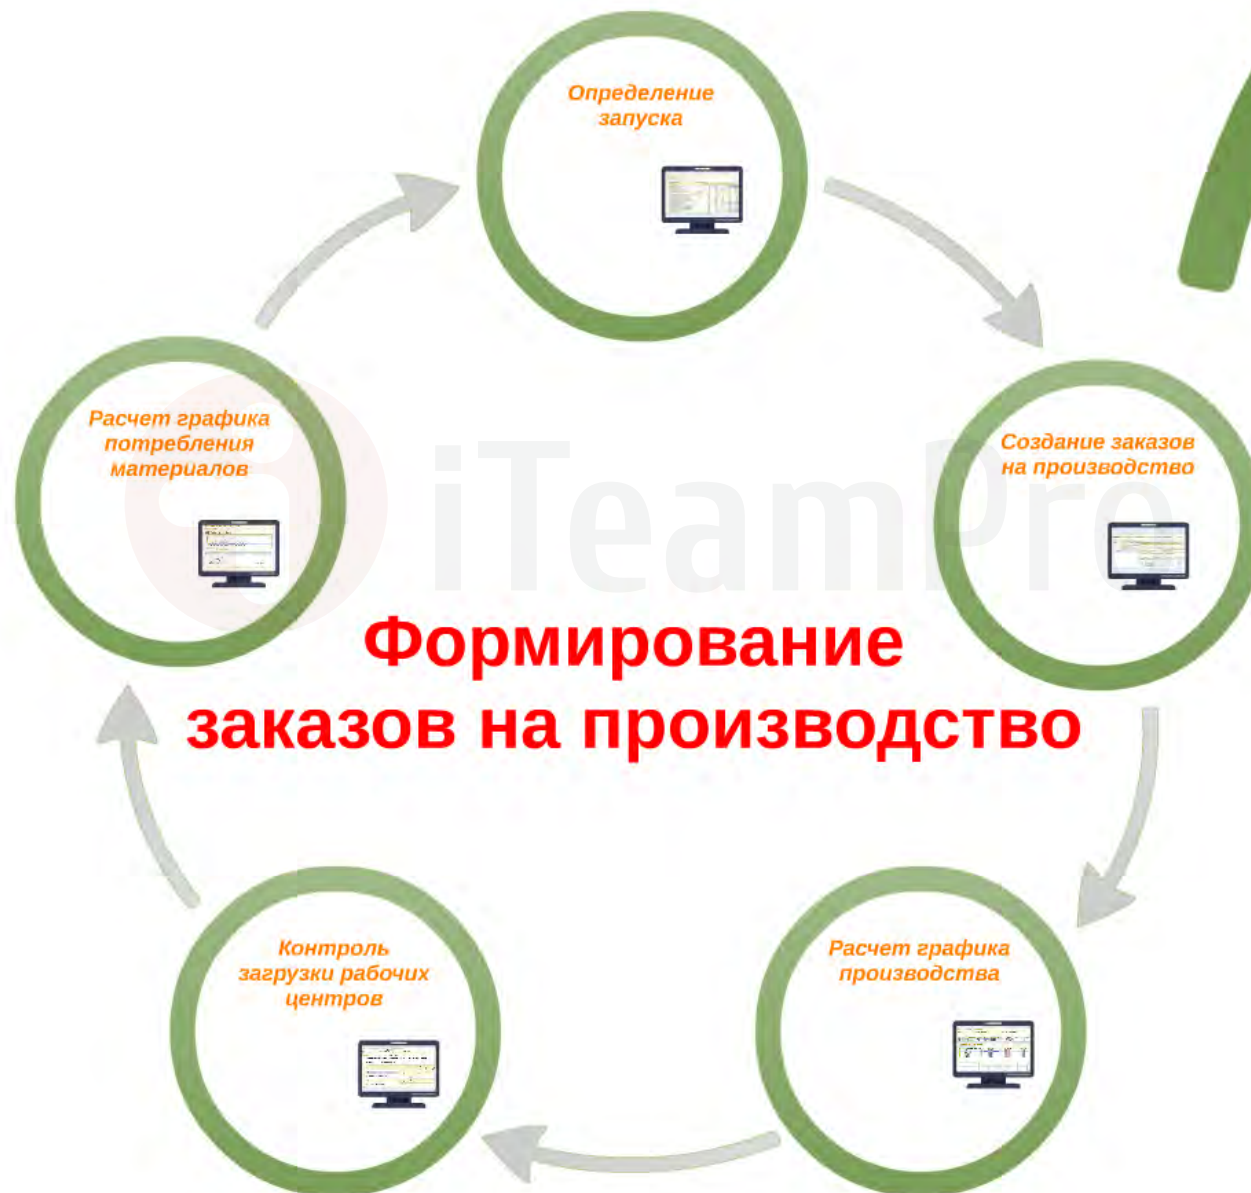 Определение
запуска
Создание заказов
на производство
Расчет графика
производства
Контроль
загрузки рабочих
центров
Расчет графика
потребления
материалов
iTeamPro
Формирование
заказов на производство